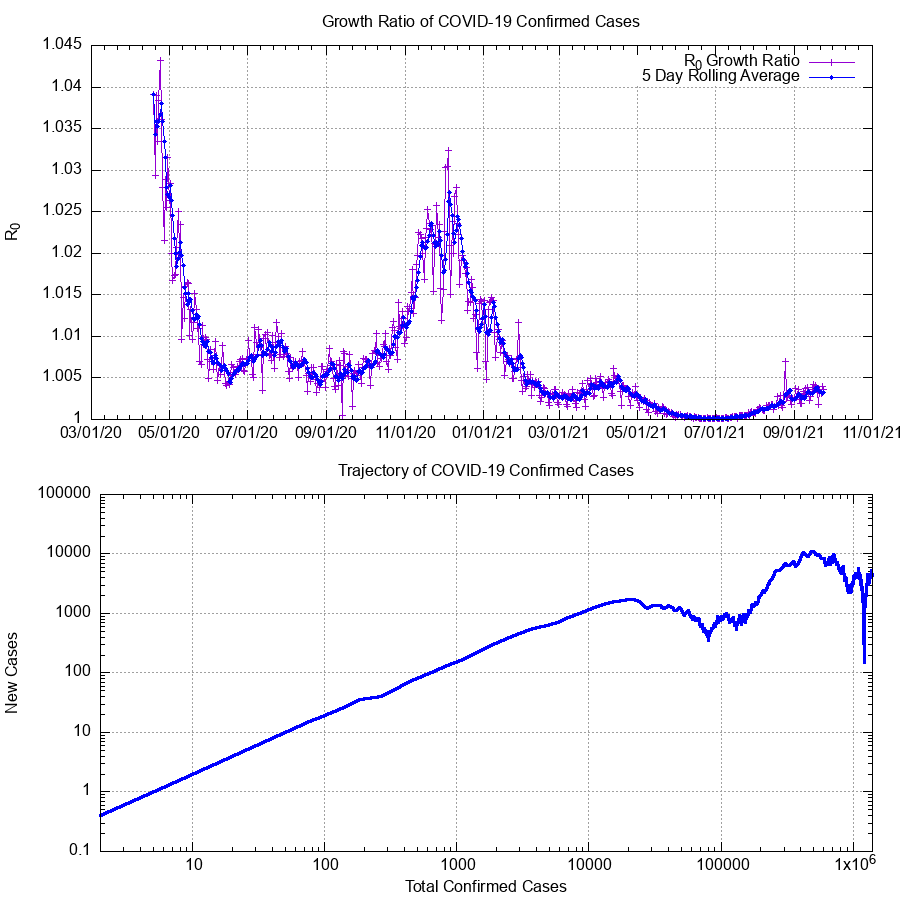 Growth Ratio of COVID-19 Confirmed Cases
1.045
1.04
1.035
1.03
1.025
1.02
1.015
1.01
1.005
1
R0
R0 Growth Ratio
5 Day Rolling Average
03/01/20 05/01/20 07/01/20 09/01/20 11/01/20 01/01/21 03/01/21 05/01/21 07/01/21 09/01/21 11/01/21
Trajectory of COVID-19 Confirmed Cases
100000
10000
1000
100
10
1
0.1
New Cases
10 100 1000 10000 100000 1x10^6
Total Confirmed Cases